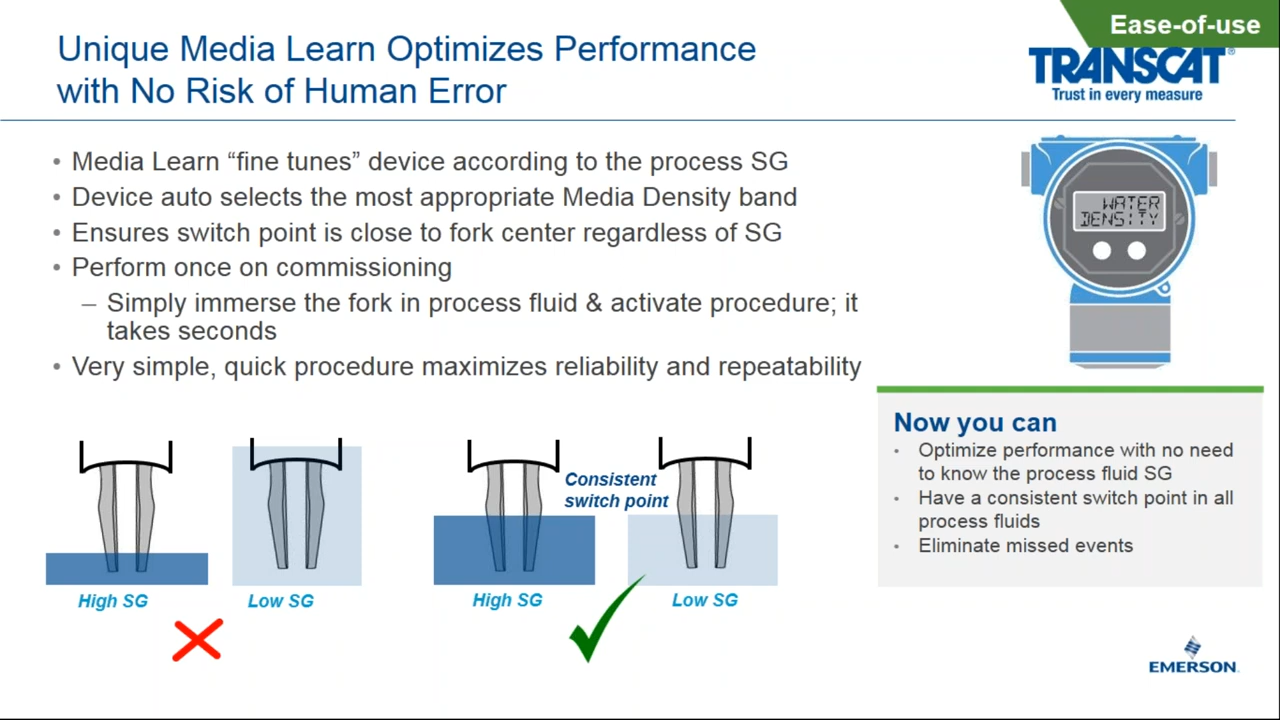 Ease-of-use
Unique Media Learn Optimizes Performance
with No Risk of Human Error
TRANSCAT®
Trust in every measure
• Media Learn “fine tunes” device according to the process SG
• Device auto selects the most appropriate Media Density band
• Ensures switch point is close to fork center regardless of SG
• Perform once on commissioning
– Simply immerse the fork in process fluid & activate procedure; it
takes seconds
• Very simple, quick procedure maximizes reliability and repeatability
WATER
DENSITY
Now you can
• Optimize performance with no need
to know the process fluid SG
• Have a consistent switch point in all
process fluids
• Eliminate missed events
Consistent
switch point
High SG
Low SG
High SG
Low SG
EMERSON